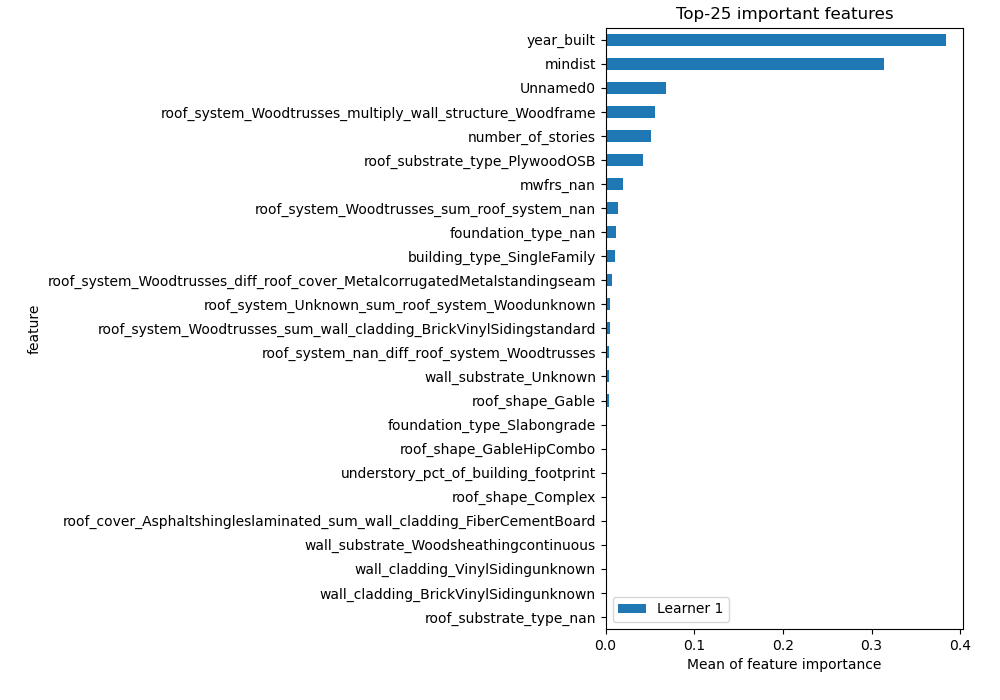 Top-25 important features
year_built
mindist
Unnamed0
roof_system_Woodtrusses_multiply_wall_structure_Woodframe
number_of_stories
roof_substrate_type_PlywoodOSB
mwfrs_nan
roof_system_Woodtrusses_sum_roof_system_nan
foundation_type_nan
building_type_SingleFamily
roof_system_Woodtrusses_diff_roof_cover_MetalcorrugatedMetalstandingseam
roof_system_Unknown_sum_roof_system_Woodunknown
roof_system_Woodtrusses_sum_wall_cladding_BrickVinylSidingstandard
roof_system_nan_diff_roof_system_Woodtrusses
wall_substrate_Unknown
roof_shape_Gable
foundation_type_Slabongrade
roof_shape_GableHipCombo
understory_pct_of_building_footprint
roof_shape_Complex
roof_cover_Asphaltshingleslaminated_sum_wall_cladding_FiberCementBoard
wall_substrate_Woodsheathingcontinuous
wall_cladding_VinylSidingunknown
wall_cladding_BrickVinylSidingunknown
roof_substrate_type_nan
feature
Learner 1
0.0 0.1 0.2 0.3 0.4
Mean of feature importance